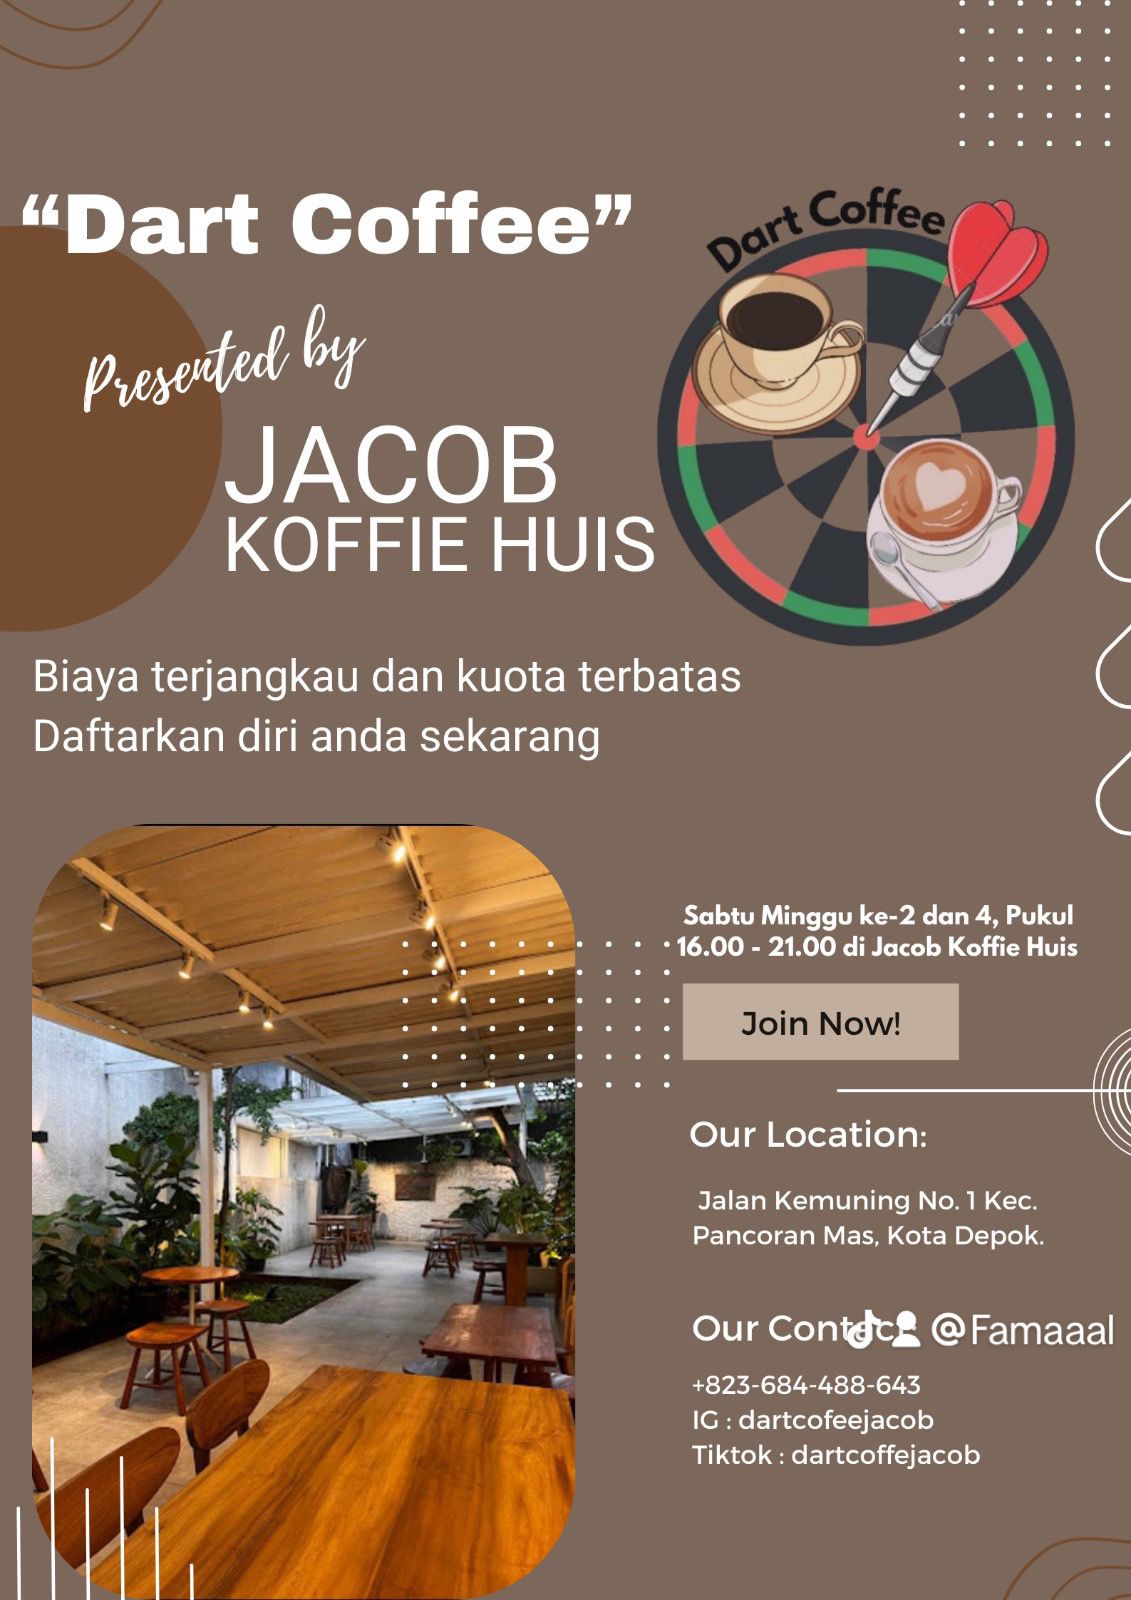 “Dart Coffee”
Dart Coffee
Presented by
JACOB
KOFFIE HUIS
Biaya terjangkau dan kuota terbatas
Daftarkan diri anda sekarang
Sabtu Minggu ke-2 dan 4, Pukul
16.00 - 21.00 di Jacob Koffie Huis
Join Now!
Our Location:
Jalan Kemuning No. 1 Kec.
Pancoran Mas, Kota Depok.
Our Contact
@Famaaal
+823-684-488-643
IG : dartcofeejacob
Tiktok : dartcoffejacob